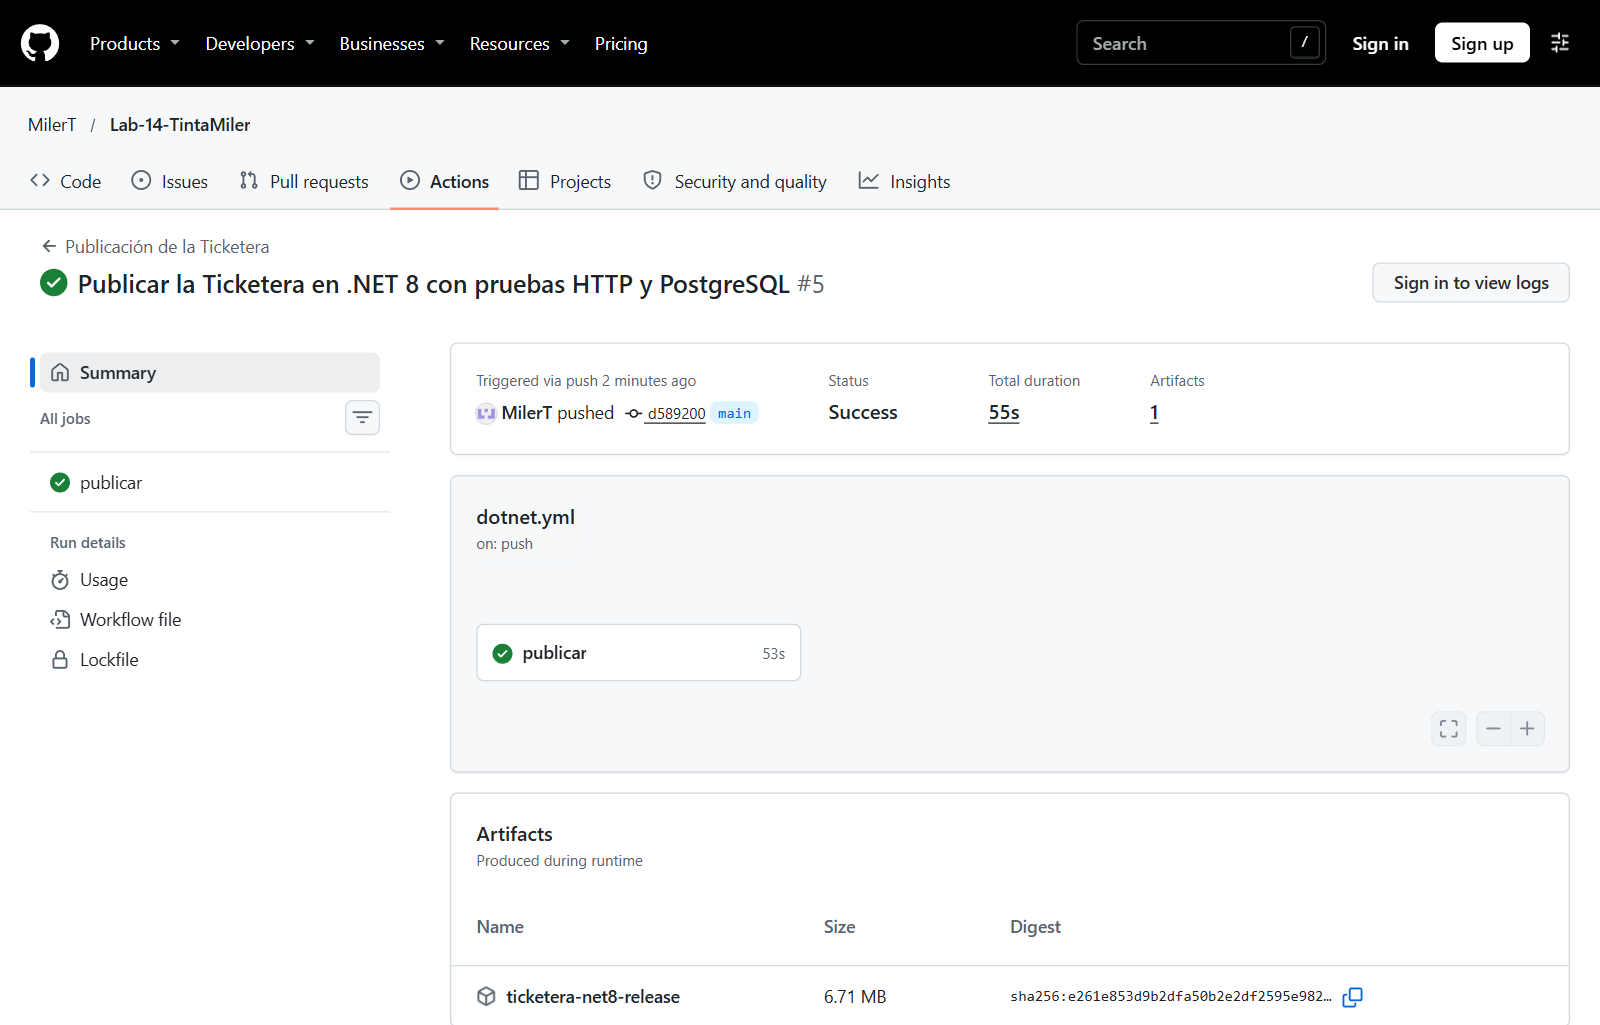 Products Developers Businesses Resources Pricing Search / Sign in Sign up
MilerT / Lab-14-TintaMiler
Code Issues Pull requests Actions Projects Security and quality Insights
Publicación de la Ticketera
Publicar la Ticketera en .NET 8 con pruebas HTTP y PostgreSQL #5
Sign in to view logs
Summary
All jobs
publicar
Run details
Usage
Workflow file
Lockfile
Triggered via push 2 minutes ago
MilerT pushed d589200 main
Status
Success
Total duration
55s
Artifacts
1
dotnet.yml
on: push
publicar 53s
Artifacts
Produced during runtime
Name Size Digest
ticketera-net8-release 6.71 MB sha256:e261e853d9b2dfa50b2e2df2595e982…